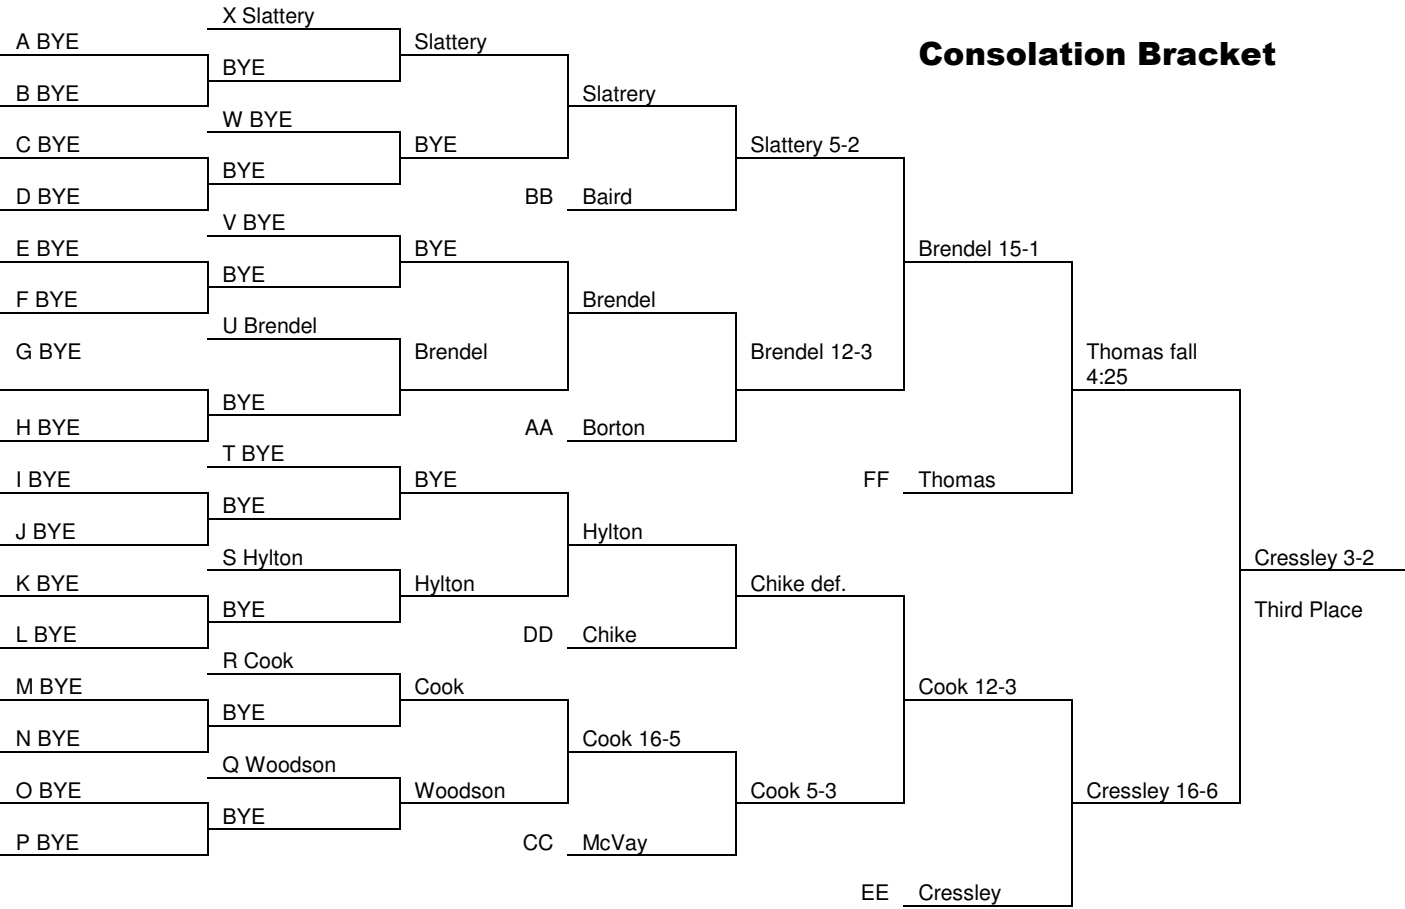 Consolation Bracket
A BYE
B BYE
C BYE
D BYE
E BYE
F BYE
G BYE
H BYE
I BYE
J BYE
K BYE
L BYE
M BYE
N BYE
O BYE
P BYE
X Slattery
BYE
W BYE
BYE
V BYE
BYE
U Brendel
BYE
T BYE
BYE
S Hylton
BYE
R Cook
BYE
Q Woodson
BYE
Slattery
BYE
BYE
Brendel
BYE
Hylton
Cook
Woodson
Slatrery
BB Baird
Brendel
AA Borton
Hylton
DD Chike
Cook 16-5
CC McVay
Slattery 5-2
Brendel 12-3
Chike def.
Cook 5-3
Brendel 15-1
FF Thomas
Cook 12-3
EE Cressley
Thomas fall
4:25
Cressley 16-6
Cressley 3-2
Third Place